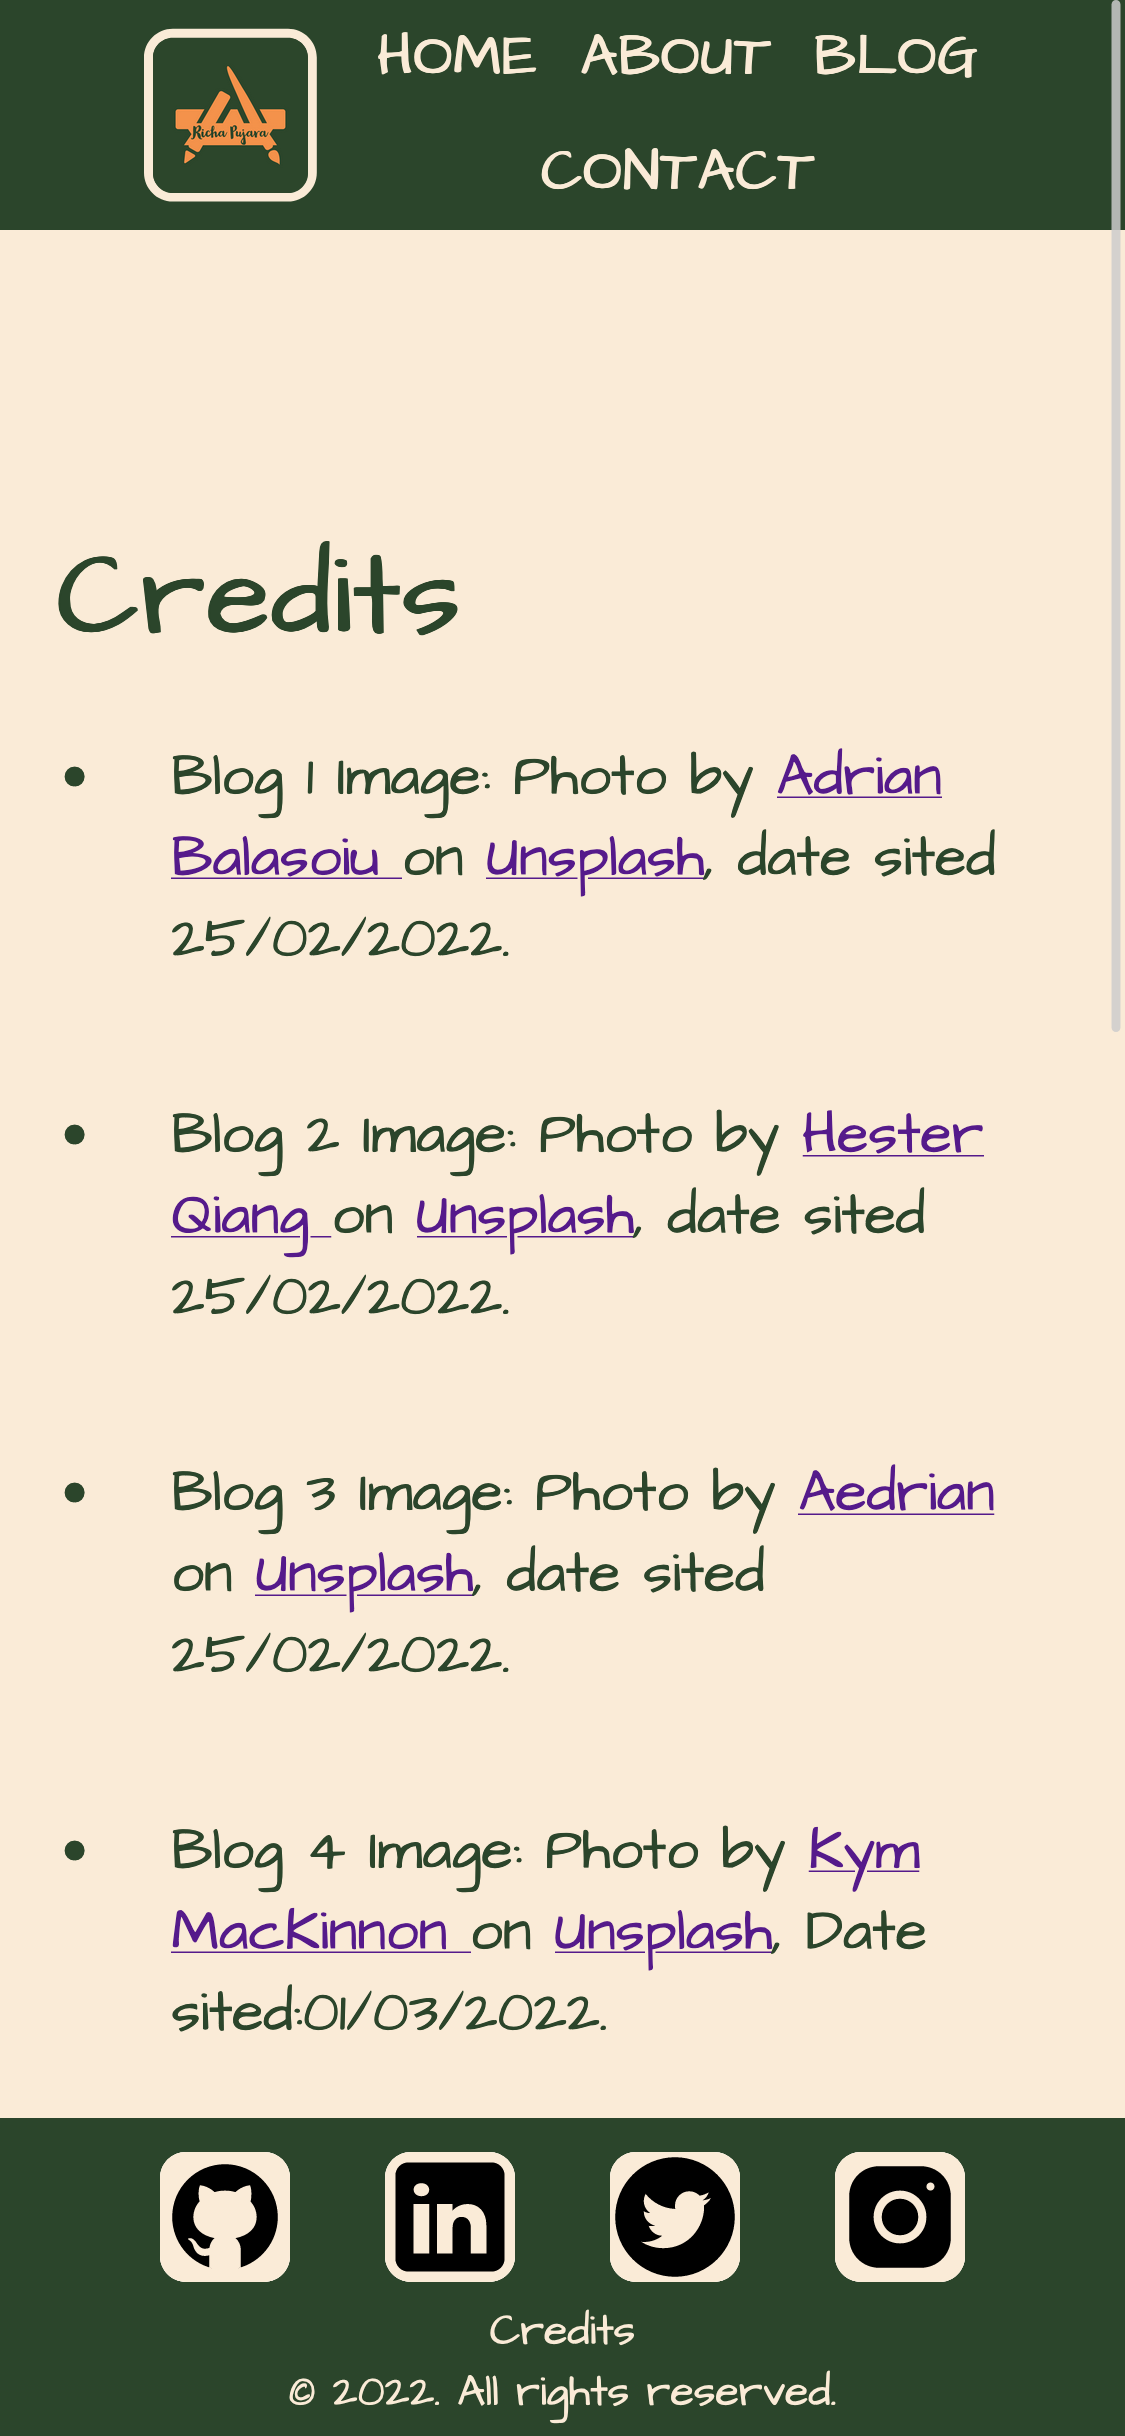 HOME ABOUT BLOG
Richa Pujara
CONTACT
Credits
Blog 1 Image: Photo by Adrian
Balasoiu on Unsplash, date sited
25/02/2022.
Blog 2 Image: Photo by Hester
Qiang on Unsplash, date sited
25/02/2022.
Blog 3 Image: Photo by Aedrian
on Unsplash, date sited
25/02/2022.
Blog 4 Image: Photo by Kym
MacKinnon on Unsplash, Date
sited:01/03/2022.
in
Credits
© 2022. All rights reserved.